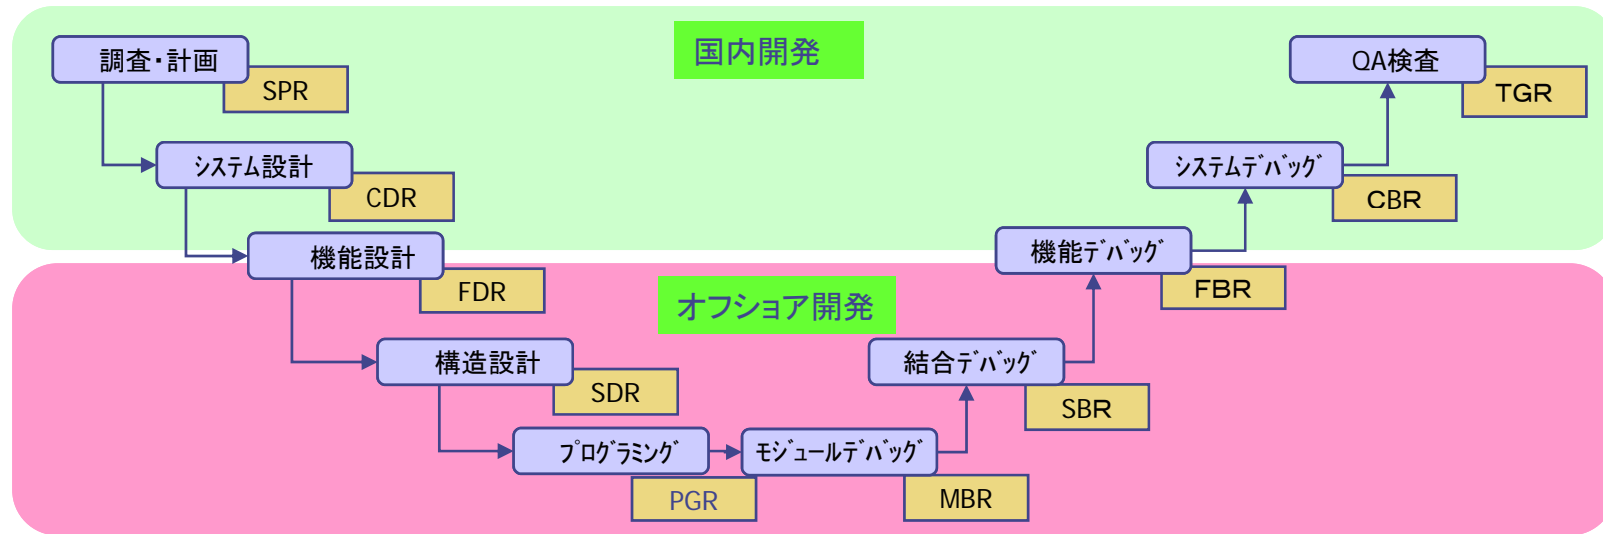 調査・計画
SPR
国内開発
QA検査
TGR
システム設計
CDR
システムデバッグ
CBR
機能設計
FDR
機能デバッグ
FBR
オフショア開発
構造設計
SDR
結合デバッグ
SBR
プログラミング
PGR
モジュールデバッグ
MBR